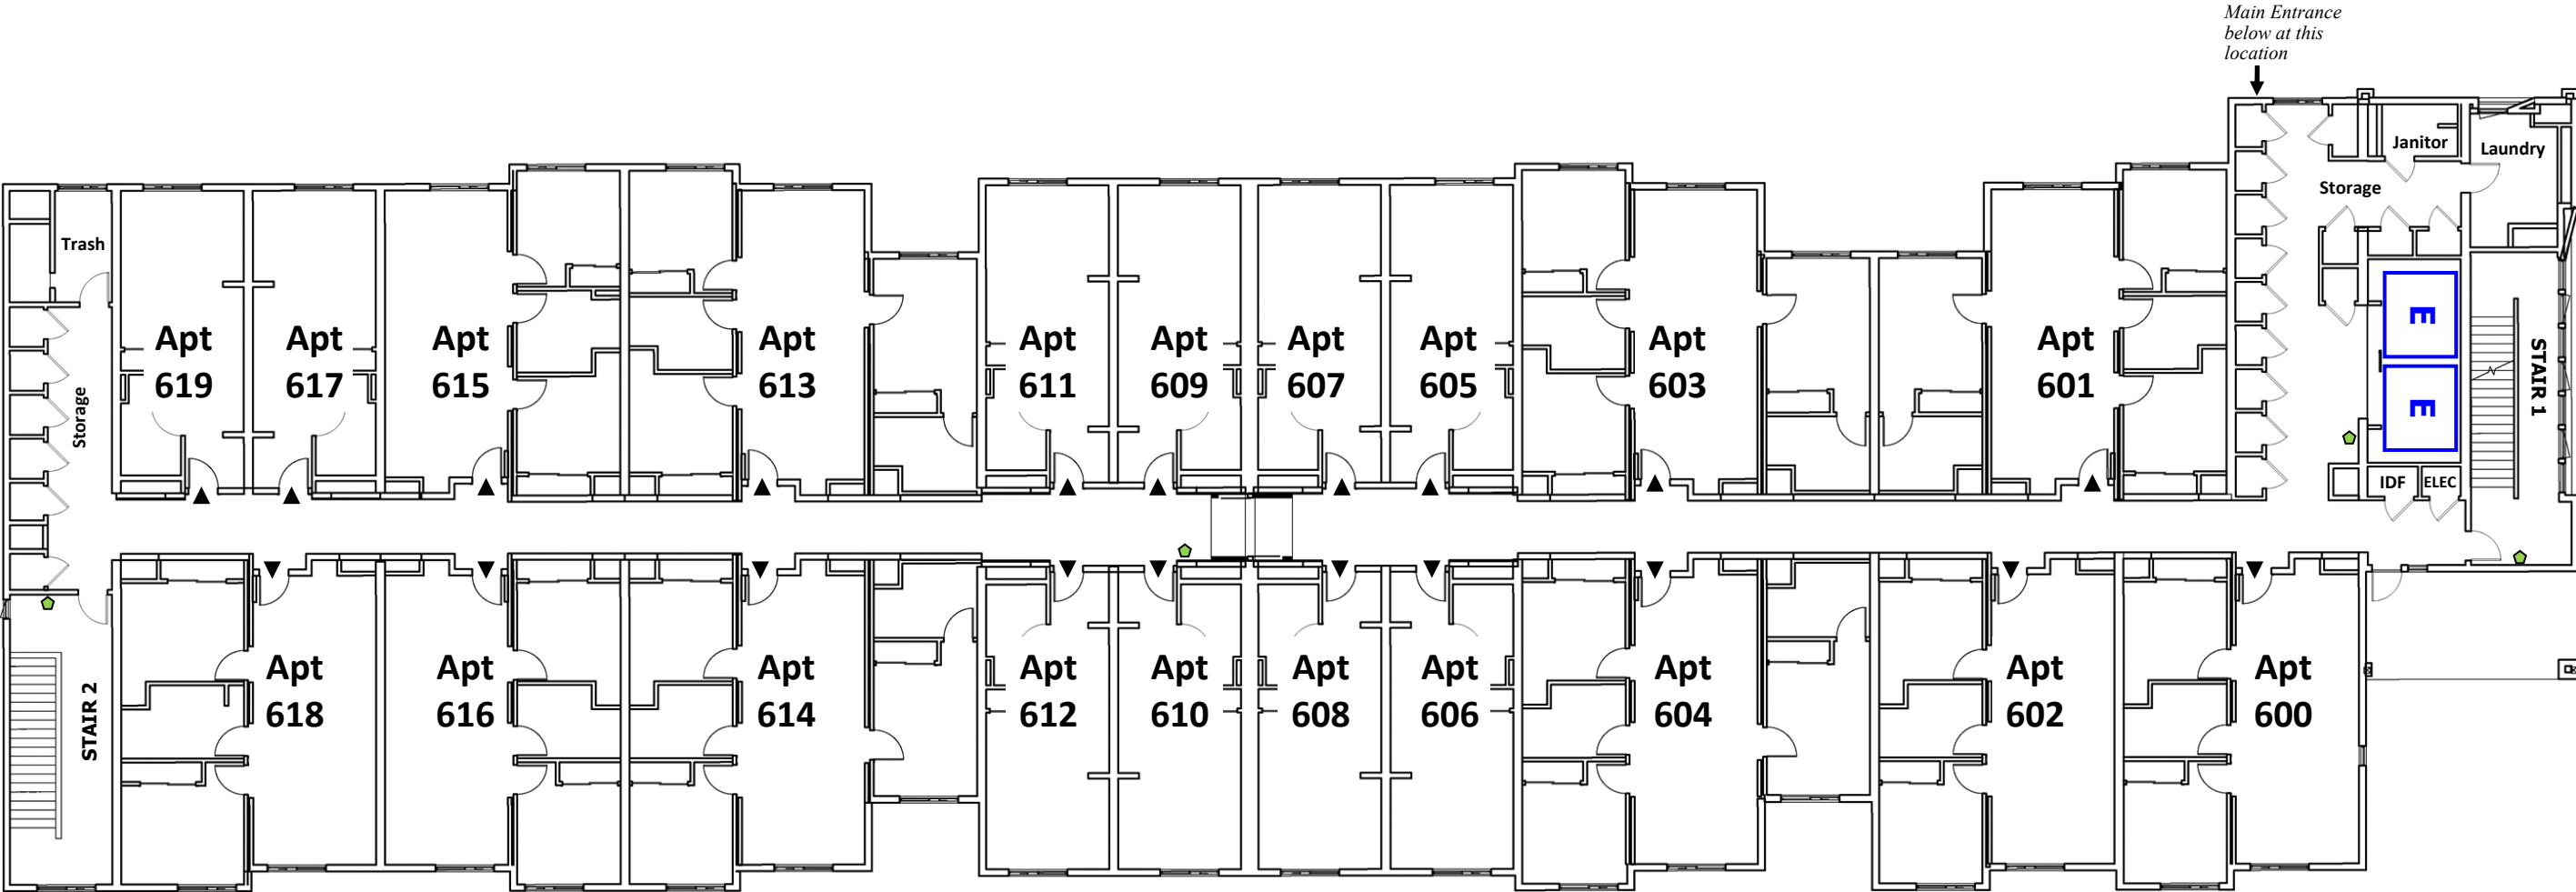 Main Entrance
below at this
location
Janitor
Laundry
Storage
Trash
Apt
619
Apt
617
Apt
615
Apt
613
Apt
611
Apt
609
Apt
607
Apt
605
Apt
603
Apt
601
E
E
STAIR 1
Storage
IDF
ELEC
STAIR 2
Apt
618
Apt
616
Apt
614
Apt
612
Apt
610
Apt
608
Apt
606
Apt
604
Apt
602
Apt
600